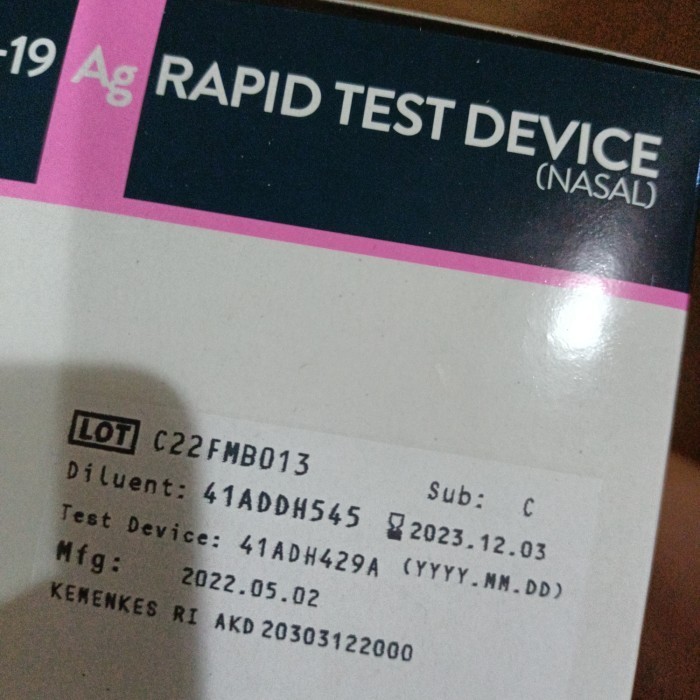 -19 Ag RAPID TEST DEVICE
(NASAL)
LOT C22FMB013
Sub: C
Diluent: 41ADDH545
2023.12.03
Test Device: 41ADH429A (YYYY.MM.DD)
Mfg: 2022.05.02
KEMENKES RI AKD 20303122000